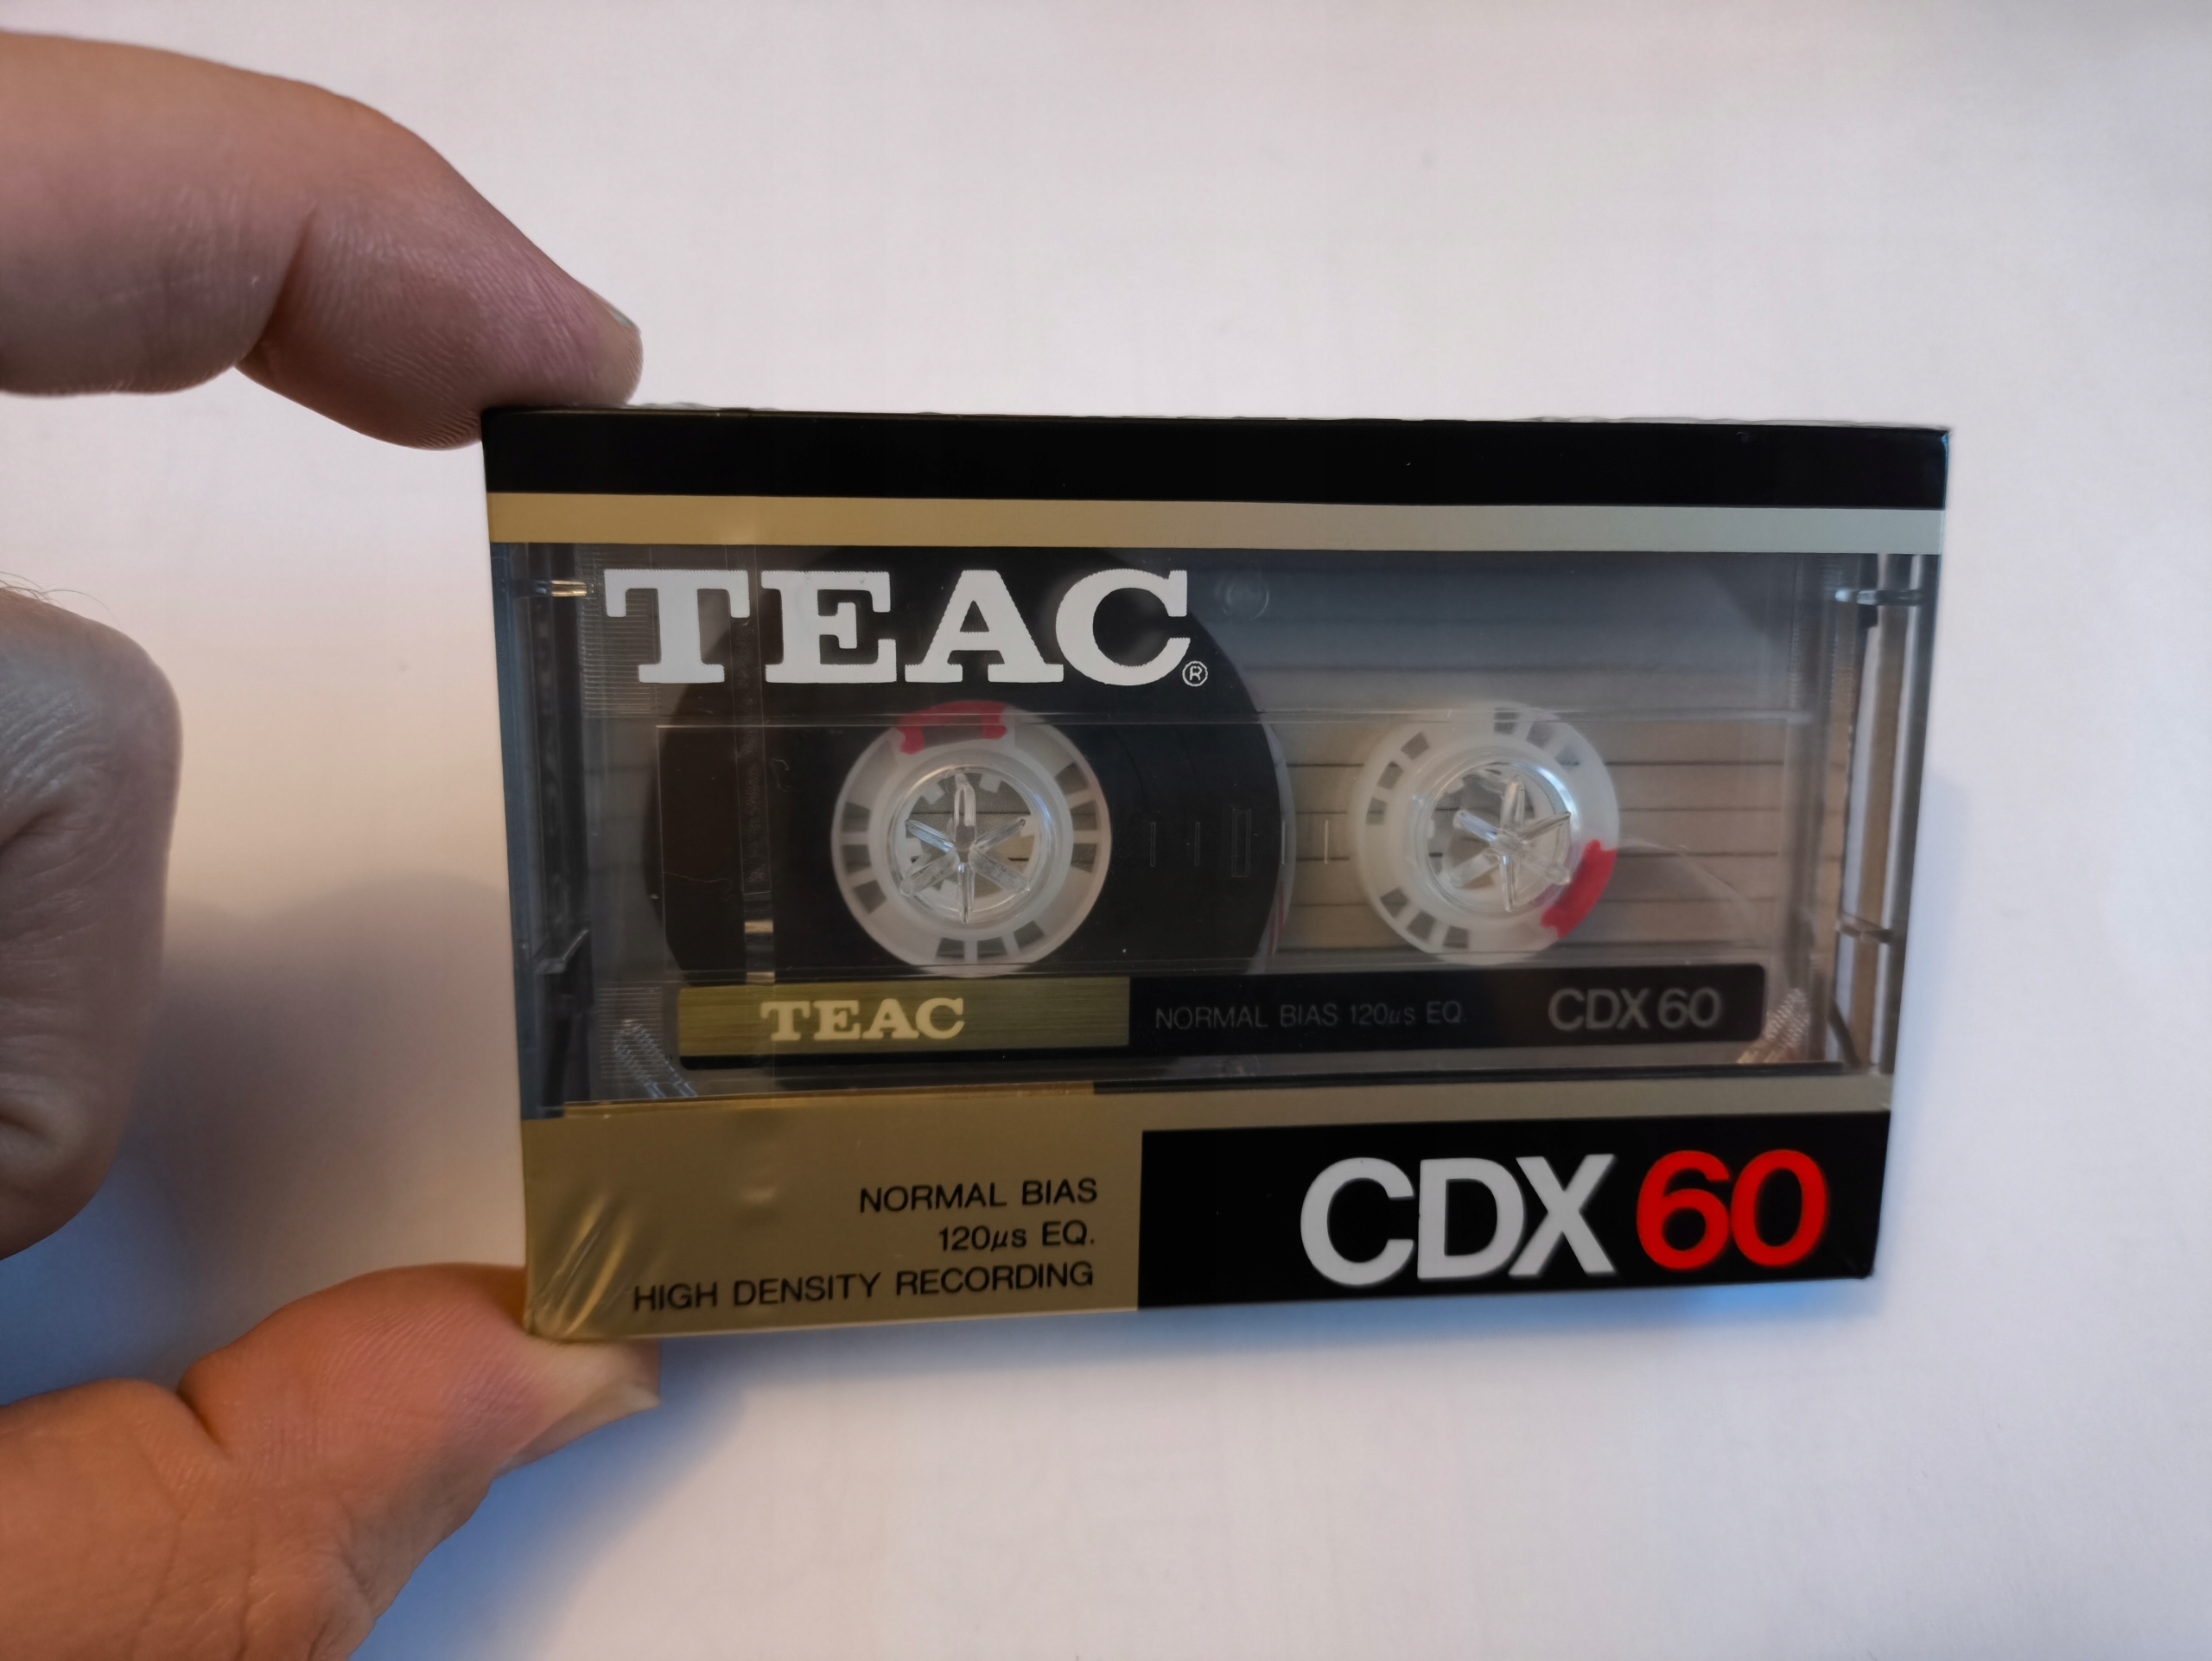 TEAC®
TEAC NORMAL BIAS 120µs EQ. CDX 60
NORMAL BIAS
120µs EQ.
HIGH DENSITY RECORDING
CDX 60